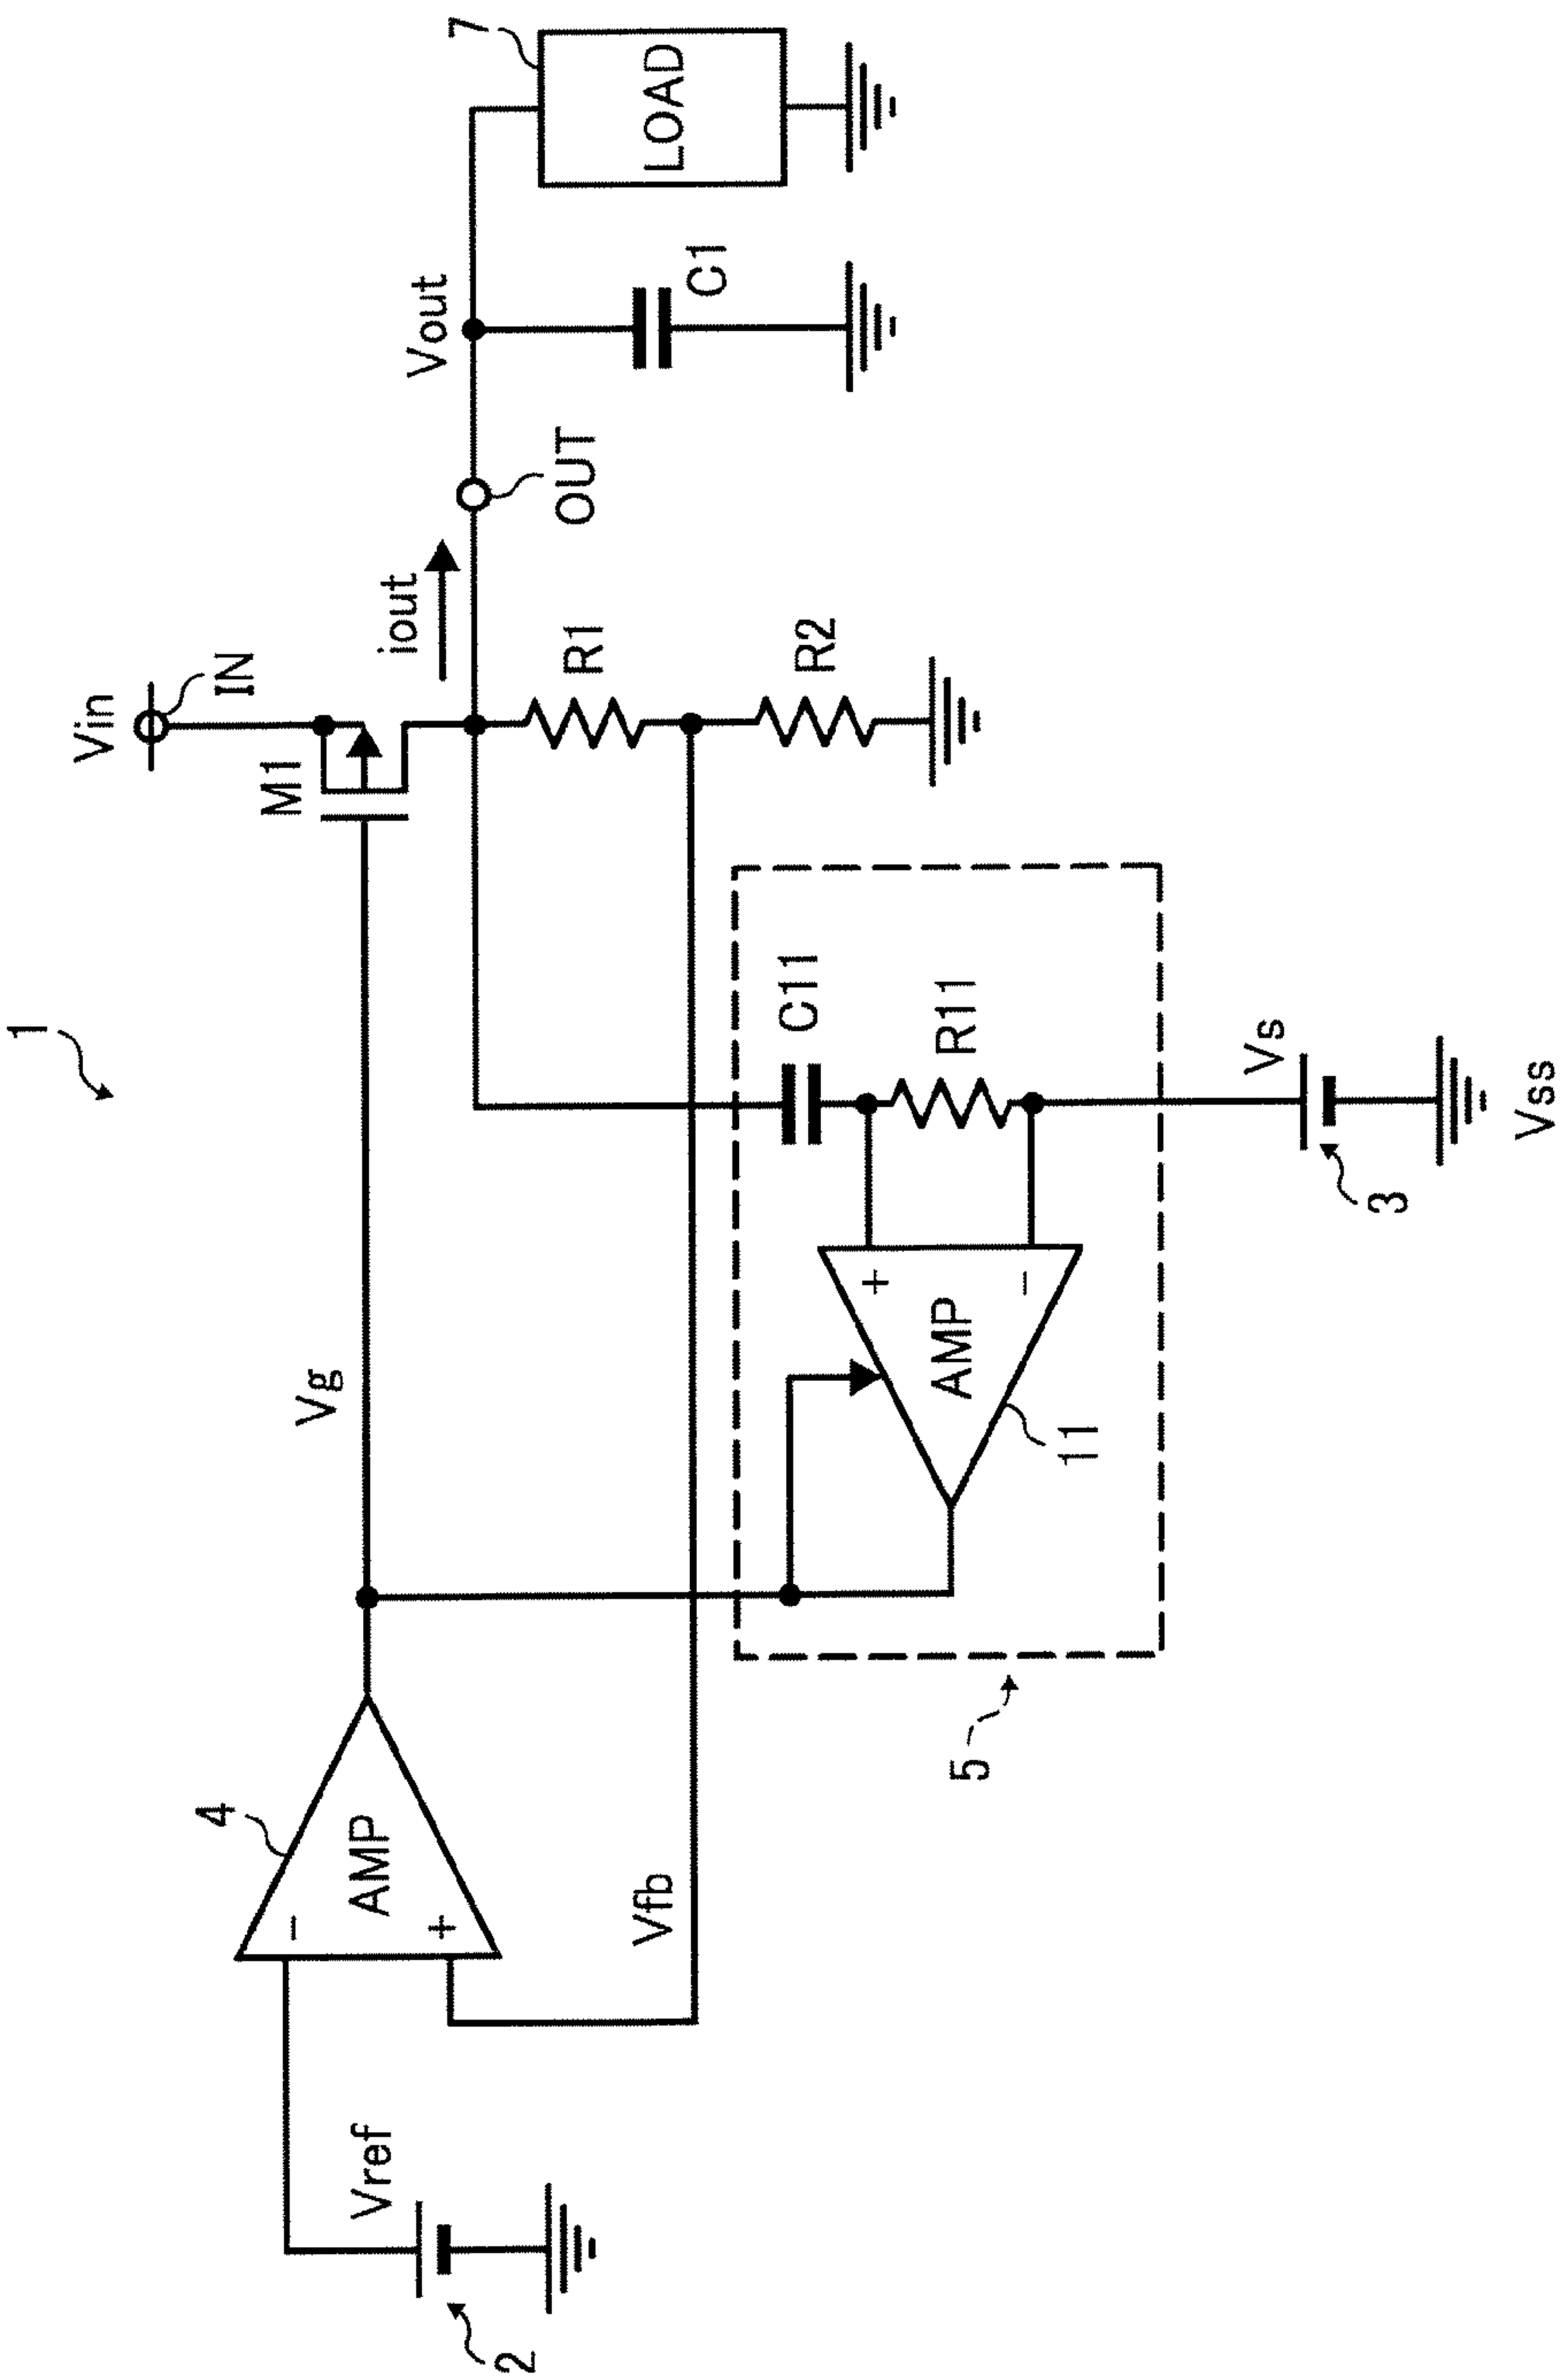 1
Vin
IN
M1
Vg
iout
Vout
7
LOAD
OUT
C1
R1
R2
4
AMP
−
+
Vref
2
Vfb
5
C11
R11
+
−
AMP
11
Vs
3
Vss